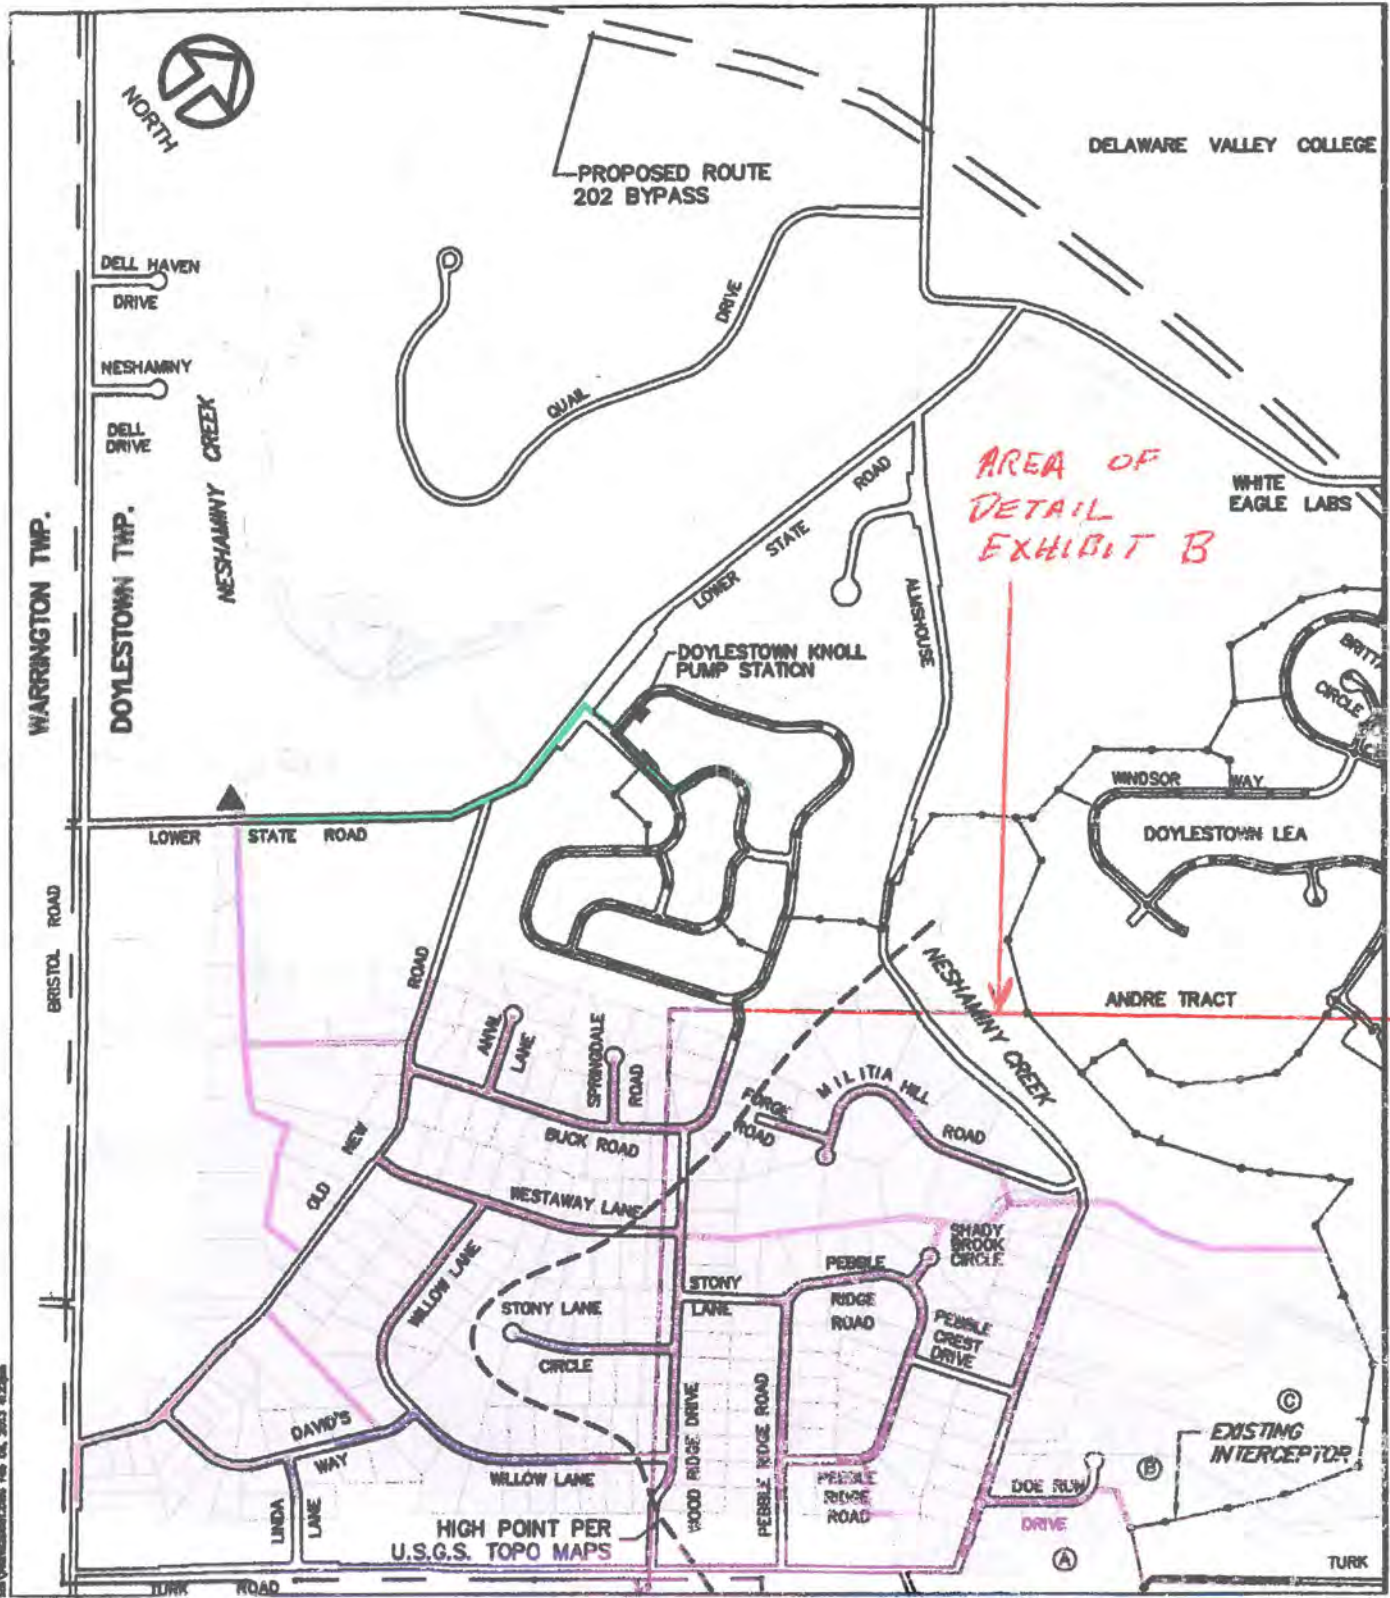 NORTH
PROPOSED ROUTE
202 BYPASS
DELAWARE VALLEY COLLEGE
DELL HAVEN
DRIVE
NESHAMINY
DELL
DRIVE
NESHAMINY CREEK
WARRINGTON TWP.
DOYLESTOWN TWP.
QUAIL
DRIVE
LOWER STATE ROAD
ALMSHOUSE
AREA OF
DETAIL
EXHIBIT B
WHITE
EAGLE LABS
DOYLESTOWN KNOLL
PUMP STATION
CIRCLE
WINDSOR WAY
DOYLESTOWN LEA
LOWER STATE ROAD
BRISTOL ROAD
ROAD
NEW
OLD
ANVIL
LANE
SPRINGDALE
ROAD
BUCK ROAD
FORGE
ROAD
MILITIA HILL
ROAD
NESHAMINY CREEK
ANDRE TRACT
WESTAWAY LANE
WILLOW LANE
STONY LANE
CIRCLE
STONY
LANE
PEBBLE
RIDGE
ROAD
SHADY
BROOK
CIRCLE
PEBBLE
CREST
DRIVE
WOOD RIDGE DRIVE
PEBBLE RIDGE ROAD
PEBBLE
RIDGE
ROAD
DAVID'S
WAY
WILLOW LANE
LINDA
LANE
HIGH POINT PER
U.S.G.S. TOPO MAPS
DOE RUN
DRIVE
A
B
C
EXISTING
INTERCEPTOR
TURK ROAD
TURK